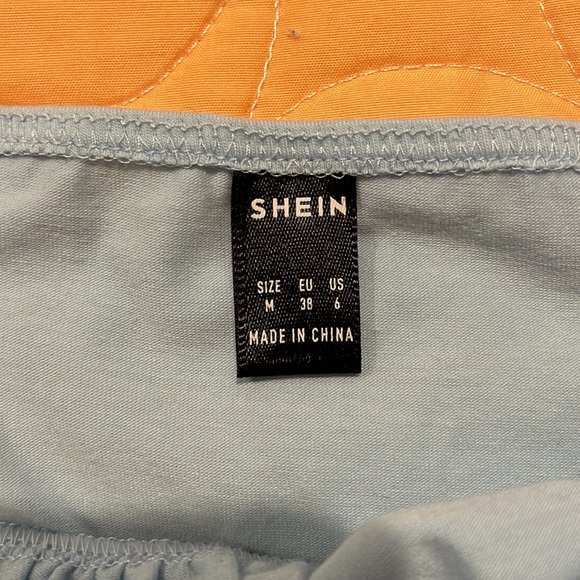 SHEIN
SIZE EU US
M 38 6
MADE IN CHINA